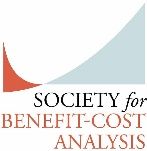 SOCIETY for
BENEFIT-COST
ANALYSIS